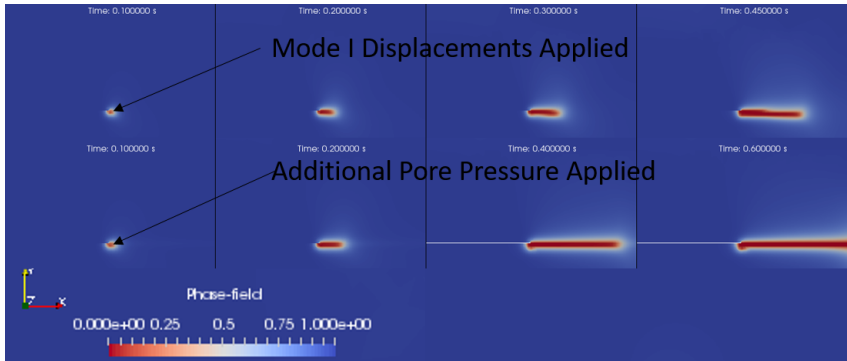 Time: 0.100000 s
Time: 0.200000 s
Time: 0.300000 s
Time: 0.450000 s
Mode I Displacements Applied
Time: 0.100000 s
Time: 0.200000 s
Time: 0.400000 s
Time: 0.600000 s
Additional Pore Pressure Applied
Y
Z X
Phase-field
0.000e+00 0.25 0.5 0.75 1.000e+00